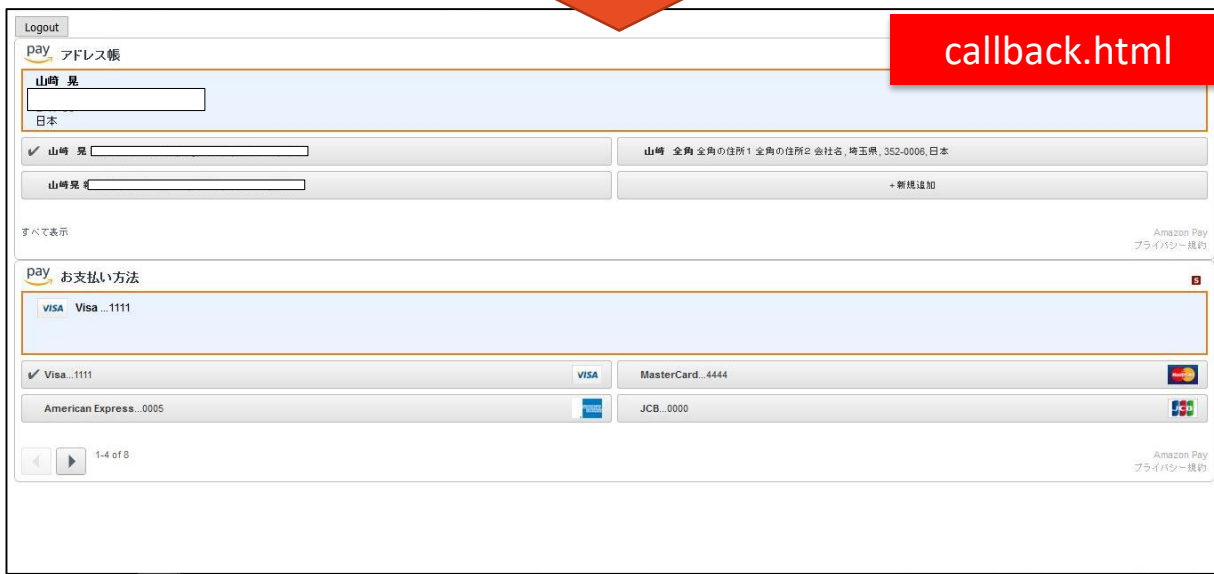 Logout
callback.html
pay アドレス帳
山崎 晃
日本
✔ 山崎 晃
山崎 全角 全角の住所1 全角の住所2 会社名, 埼玉県, 352-0006, 日本
山崎晃
+新規追加
すべて表示
Amazon Pay
プライバシー規約
pay お支払い方法
S
VISA Visa ...1111
✔ Visa...1111 VISA
MasterCard...4444
American Express...0005
JCB...0000 JCB
1-4 of 8
Amazon Pay
プライバシー規約